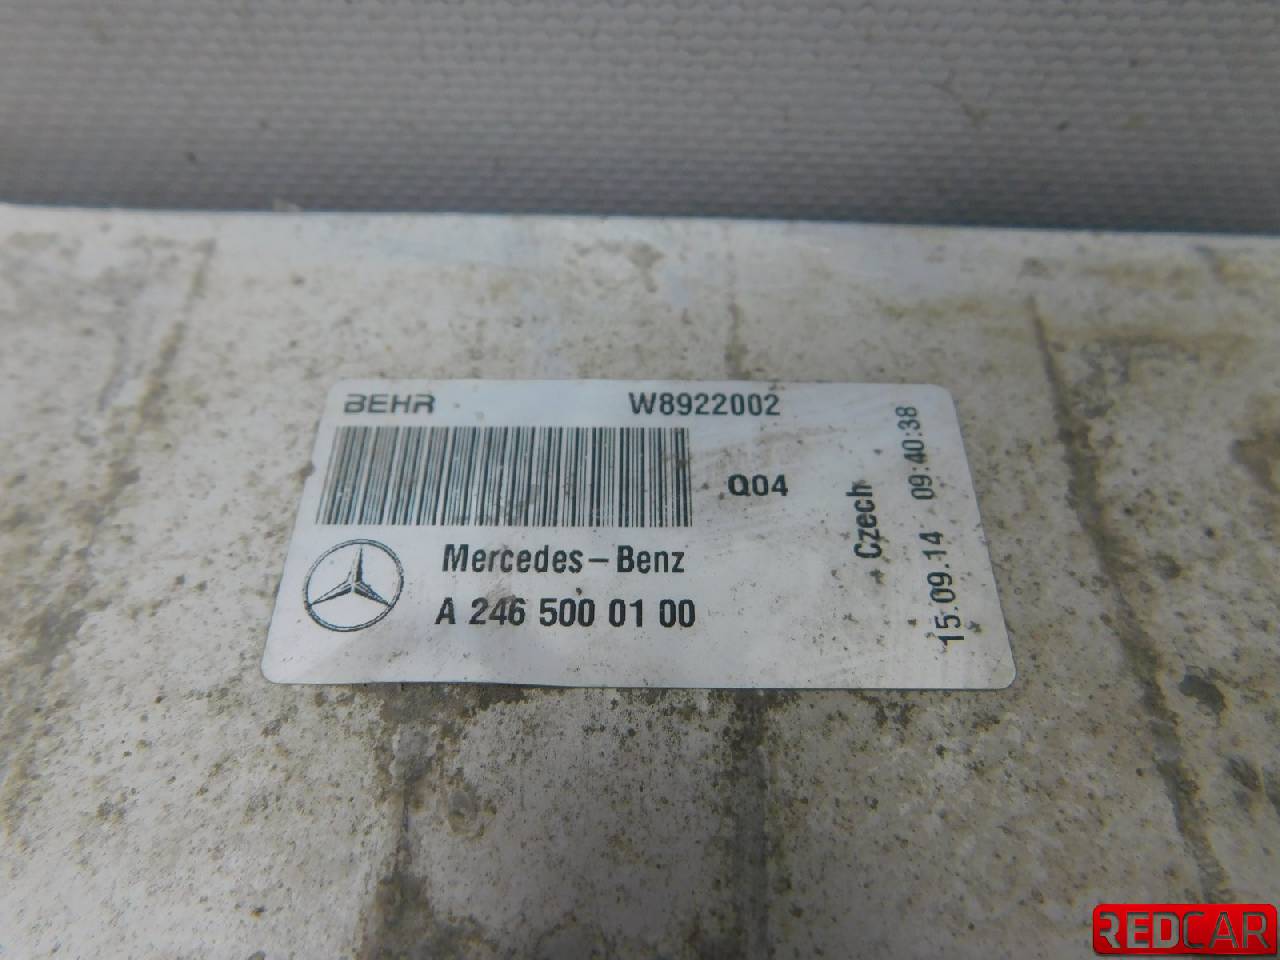 BEHR W8922002
Q04
Mercedes-Benz
A 246 500 01 00
Czech
15.09.14 09:40:38
REDCAR